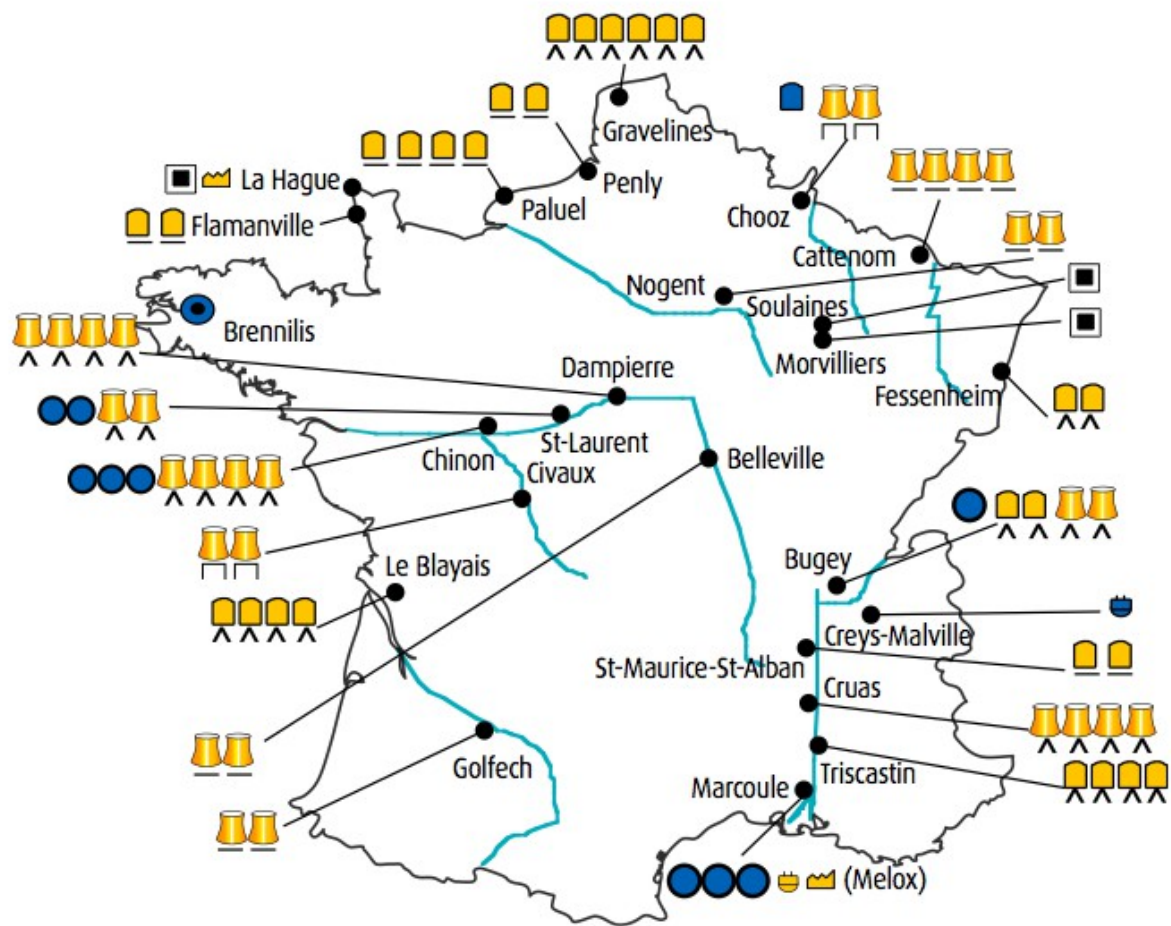 Gravelines
Penly
La Hague
Paluel
Flamanville
Chooz
Cattenom
Nogent
Soulaines
Brennilis
Morvilliers
Dampierre
Fessenheim
St-Laurent
Chinon
Civaux
Belleville
Bugey
Le Blayais
Creys-Malville
St-Maurice-St-Alban
Cruas
Golfech
Triscastin
Marcoule
(Melox)